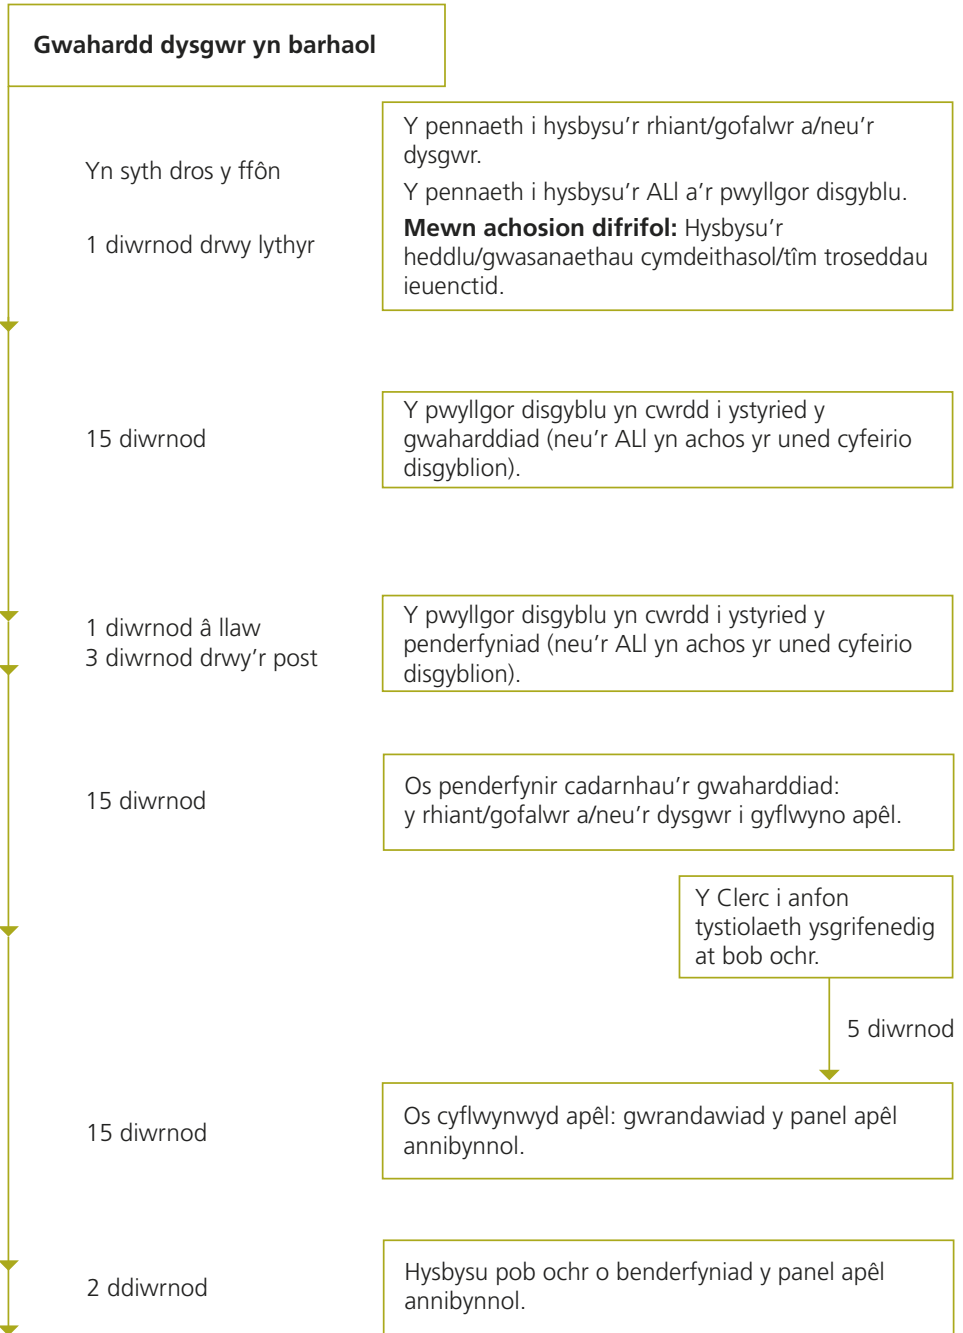 Gwahardd dysgwr yn barhaol
Yn syth dros y ffôn
1 diwrnod drwy lythyr
Y pennaeth i hysbysu'r rhiant/gofalwr a/neu'r
dysgwr.
Y pennaeth i hysbysu'r ALl a'r pwyllgor disgyblu.
Mewn achosion difrifol: Hysbysu'r
heddlu/gwasanaethau cymdeithasol/tîm troseddau
ieuenctid.
15 diwrnod
Y pwyllgor disgyblu yn cwrdd i ystyried y
gwaharddiad (neu'r ALl yn achos yr uned cyfeirio
disgyblion).
1 diwrnod â llaw
3 diwrnod drwy'r post
Y pwyllgor disgyblu yn cwrdd i ystyried y
penderfyniad (neu'r ALl yn achos yr uned cyfeirio
disgyblion).
15 diwrnod
Os penderfynir cadarnhau'r gwaharddiad:
y rhiant/gofalwr a/neu'r dysgwr i gyflwyno apêl.
Y Clerc i anfon
tystiolaeth ysgrifenedig
at bob ochr.
5 diwrnod
15 diwrnod
Os cyflwynwyd apêl: gwrandawiad y panel apêl
annibynnol.
2 ddiwrnod
Hysbysu pob ochr o benderfyniad y panel apêl
annibynnol.